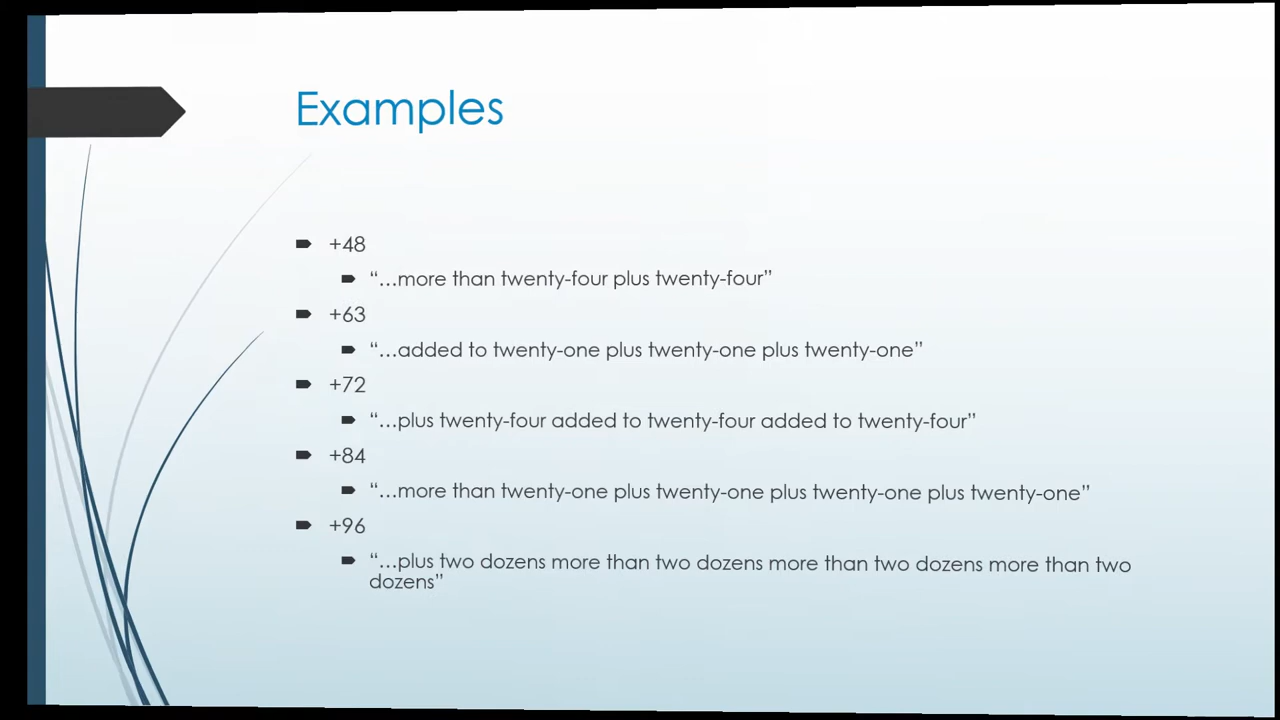 Examples
+48
“...more than twenty-four plus twenty-four”
+63
“...added to twenty-one plus twenty-one plus twenty-one”
+72
“...plus twenty-four added to twenty-four added to twenty-four”
+84
“...more than twenty-one plus twenty-one plus twenty-one plus twenty-one”
+96
“...plus two dozens more than two dozens more than two dozens more than two
dozens”